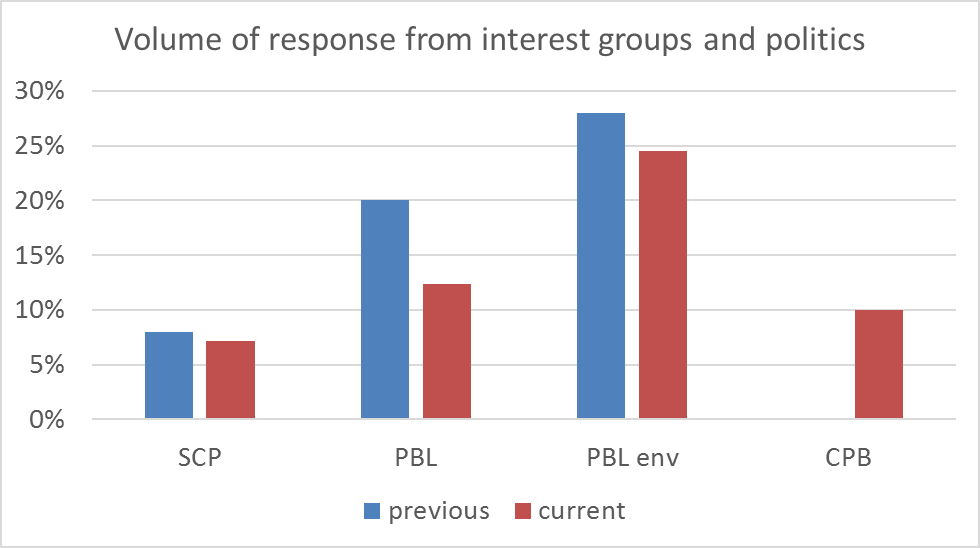 Volume of response from interest groups and politics
30%
25%
20%
15%
10%
5%
0%
SCP PBL PBL env CPB
previous current